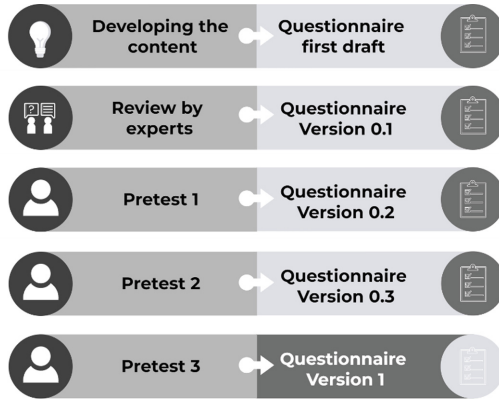 Developing the
content
Questionnaire
first draft
Review by
experts
Questionnaire
Version 0.1
Pretest 1
Questionnaire
Version 0.2
Pretest 2
Questionnaire
Version 0.3
Pretest 3
Questionnaire
Version 1